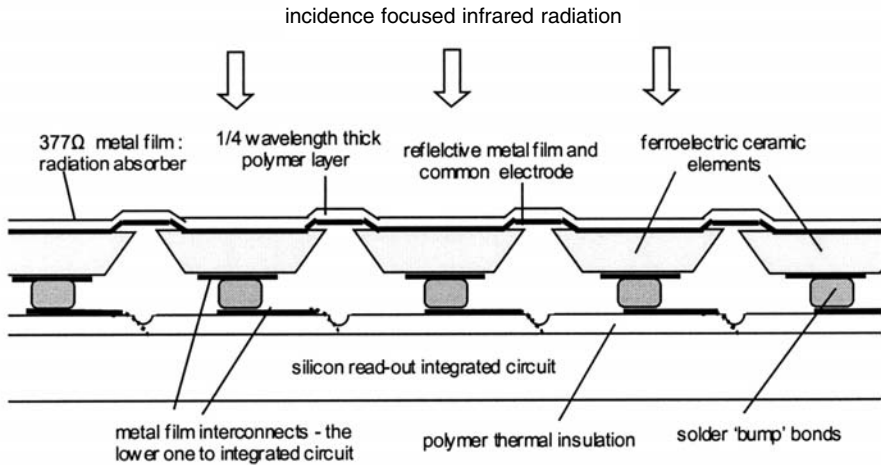 incidence focused infrared radiation
377Ω metal film :
radiation absorber
1/4 wavelength thick
polymer layer
reflelctive metal film and
common electrode
ferroelectric ceramic
elements
silicon read-out integrated circuit
metal film interconnects - the
lower one to integrated circuit
polymer thermal insulation
solder 'bump' bonds